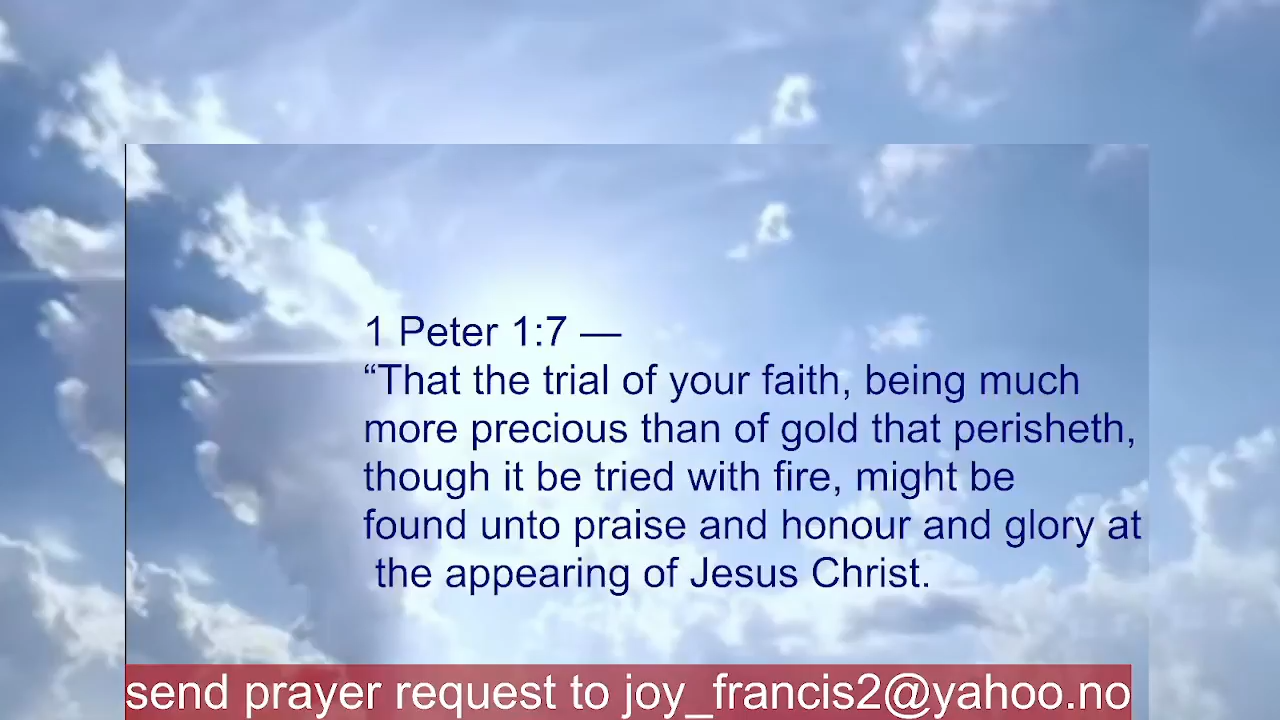 1 Peter 1:7 —
“That the trial of your faith, being much
more precious than of gold that perisheth,
though it be tried with fire, might be
found unto praise and honour and glory at
the appearing of Jesus Christ.
send prayer request to joy_francis2@yahoo.no